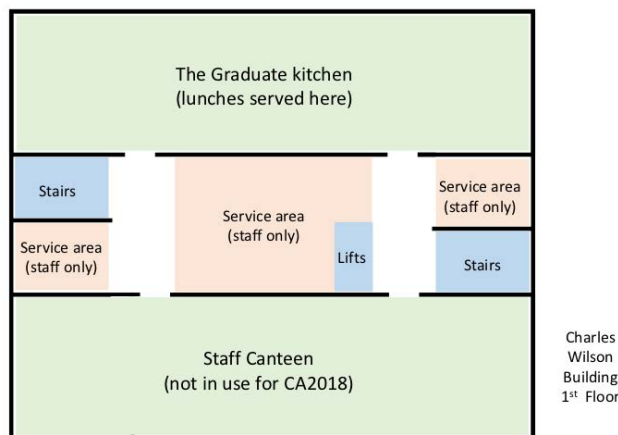 The Graduate kitchen
(lunches served here)
Stairs
Service area
(staff only)
Service area
(staff only)
Service area
(staff only)
Lifts
Stairs
Staff Canteen
(not in use for CA2018)
Charles
Wilson
Building
1st Floor